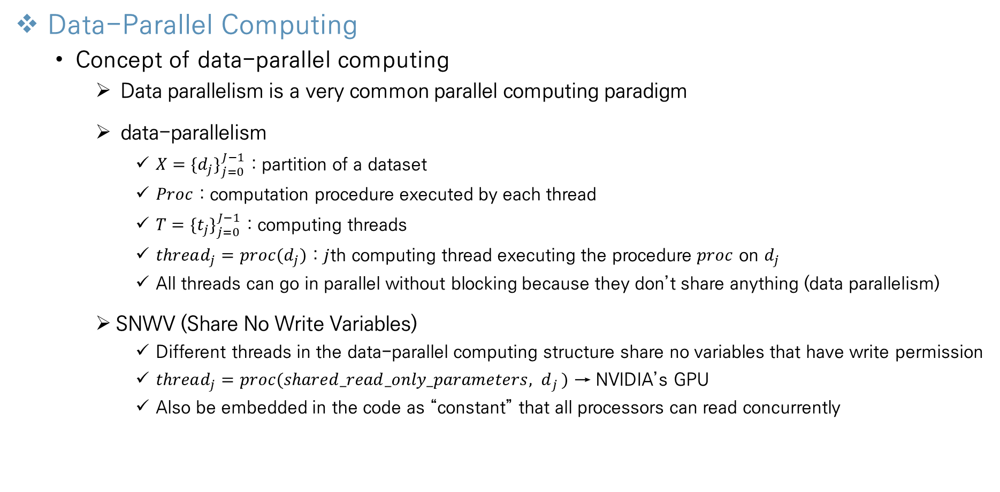 ❖ Data-Parallel Computing
• Concept of data-parallel computing
➢ Data parallelism is a very common parallel computing paradigm
➢ data-parallelism
✓ $X = \{d_j\}_{j=0}^{J-1}$ : partition of a dataset
✓ $Proc$ : computation procedure executed by each thread
✓ $T = \{t_j\}_{j=0}^{J-1}$ : computing threads
✓ $thread_j = proc(d_j)$ : $j$th computing thread executing the procedure $proc$ on $d_j$
✓ All threads can go in parallel without blocking because they don’t share anything (data parallelism)
➢ SNWV (Share No Write Variables)
✓ Different threads in the data-parallel computing structure share no variables that have write permission
✓ $thread_j = proc(shared\_read\_only\_parameters,\ d_j)$ → NVIDIA’s GPU
✓ Also be embedded in the code as “constant” that all processors can read concurrently